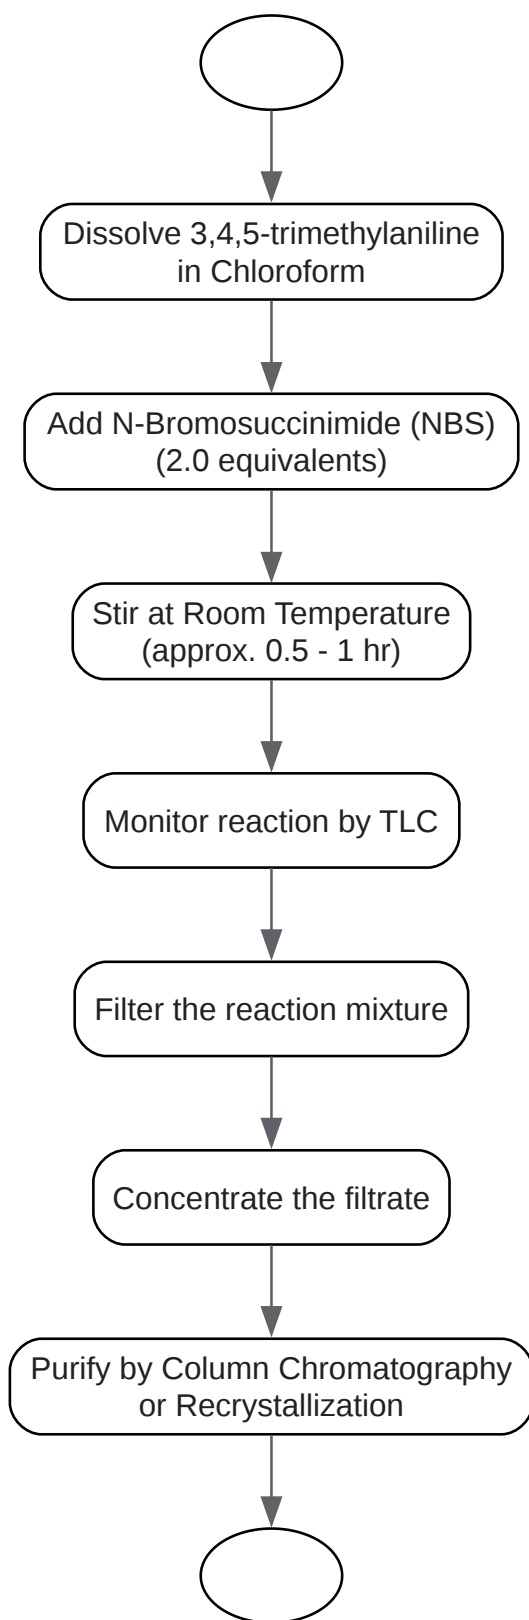 Dissolve 3,4,5-trimethylaniline
in Chloroform
Add N-Bromosuccinimide (NBS)
(2.0 equivalents)
Stir at Room Temperature
(approx. 0.5 - 1 hr)
Monitor reaction by TLC
Filter the reaction mixture
Concentrate the filtrate
Purify by Column Chromatography
or Recrystallization